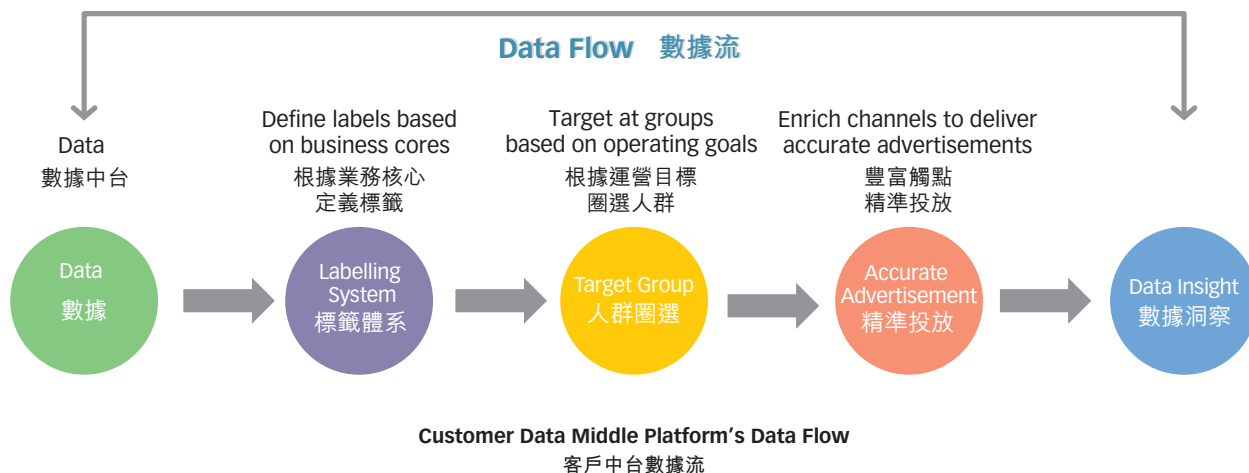 Data Flow 數據流
Data
數據中台
Define labels based
on business cores
根據業務核心
定義標籤
Target at groups
based on operating goals
根據運營目標
圈選人群
Enrich channels to deliver
accurate advertisements
豐富觸點
精準投放
Data
數據
Labelling
System
標籤體系
Target Group
人群圈選
Accurate
Advertisement
精準投放
Data Insight
數據洞察
Customer Data Middle Platform’s Data Flow
客戶中台數據流